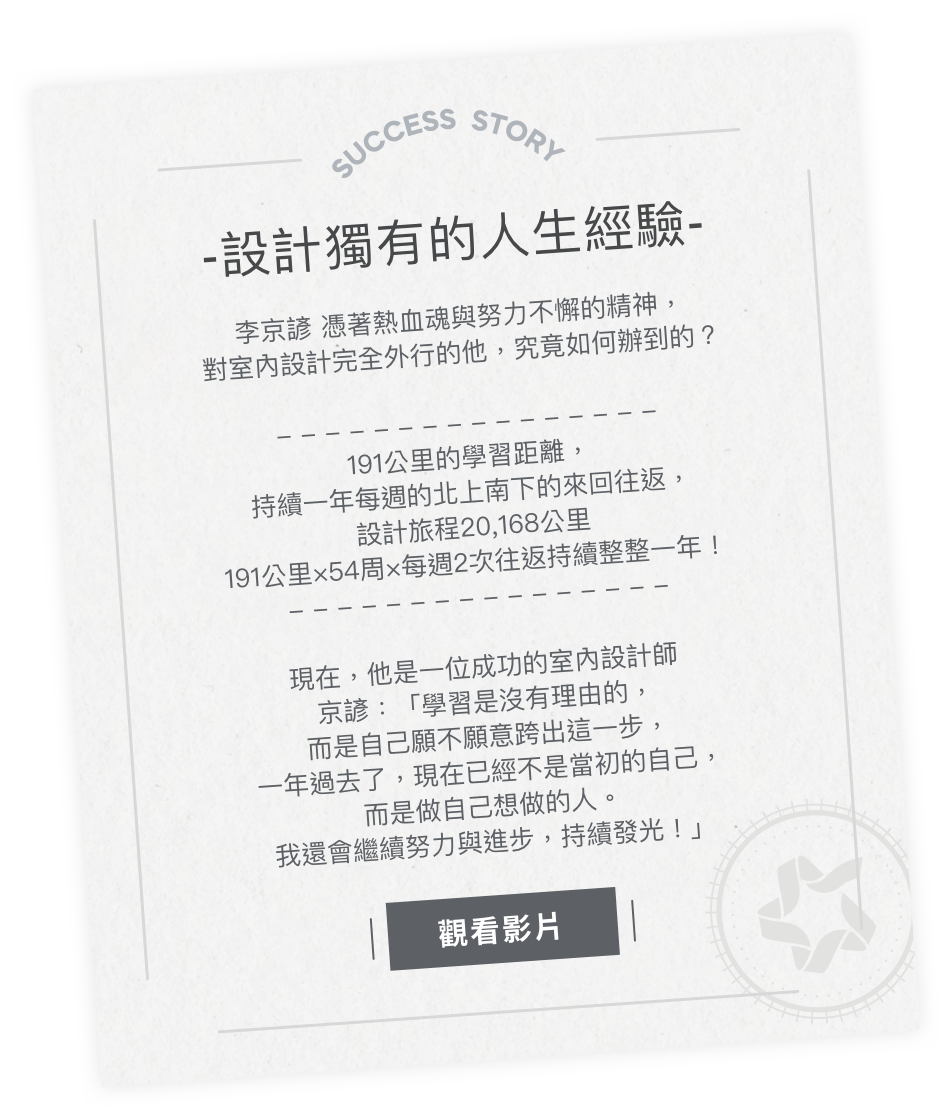 SUCCESS STORY
-設計獨有的人生經驗-
李京諺 憑著熱血魂與努力不懈的精神，
對室內設計完全外行的他，究竟如何辦到的？
191公里的學習距離，
持續一年每週的北上南下的來回往返，
設計旅程20,168公里
191公里×54周×每週2次往返持續整整一年！
現在，他是一位成功的室內設計師
京諺：「學習是沒有理由的，
而是自己願不願意跨出這一步，
一年過去了，現在已經不是當初的自己，
而是做自己想做的人。
我還會繼續努力與進步，持續發光！」
觀看影片